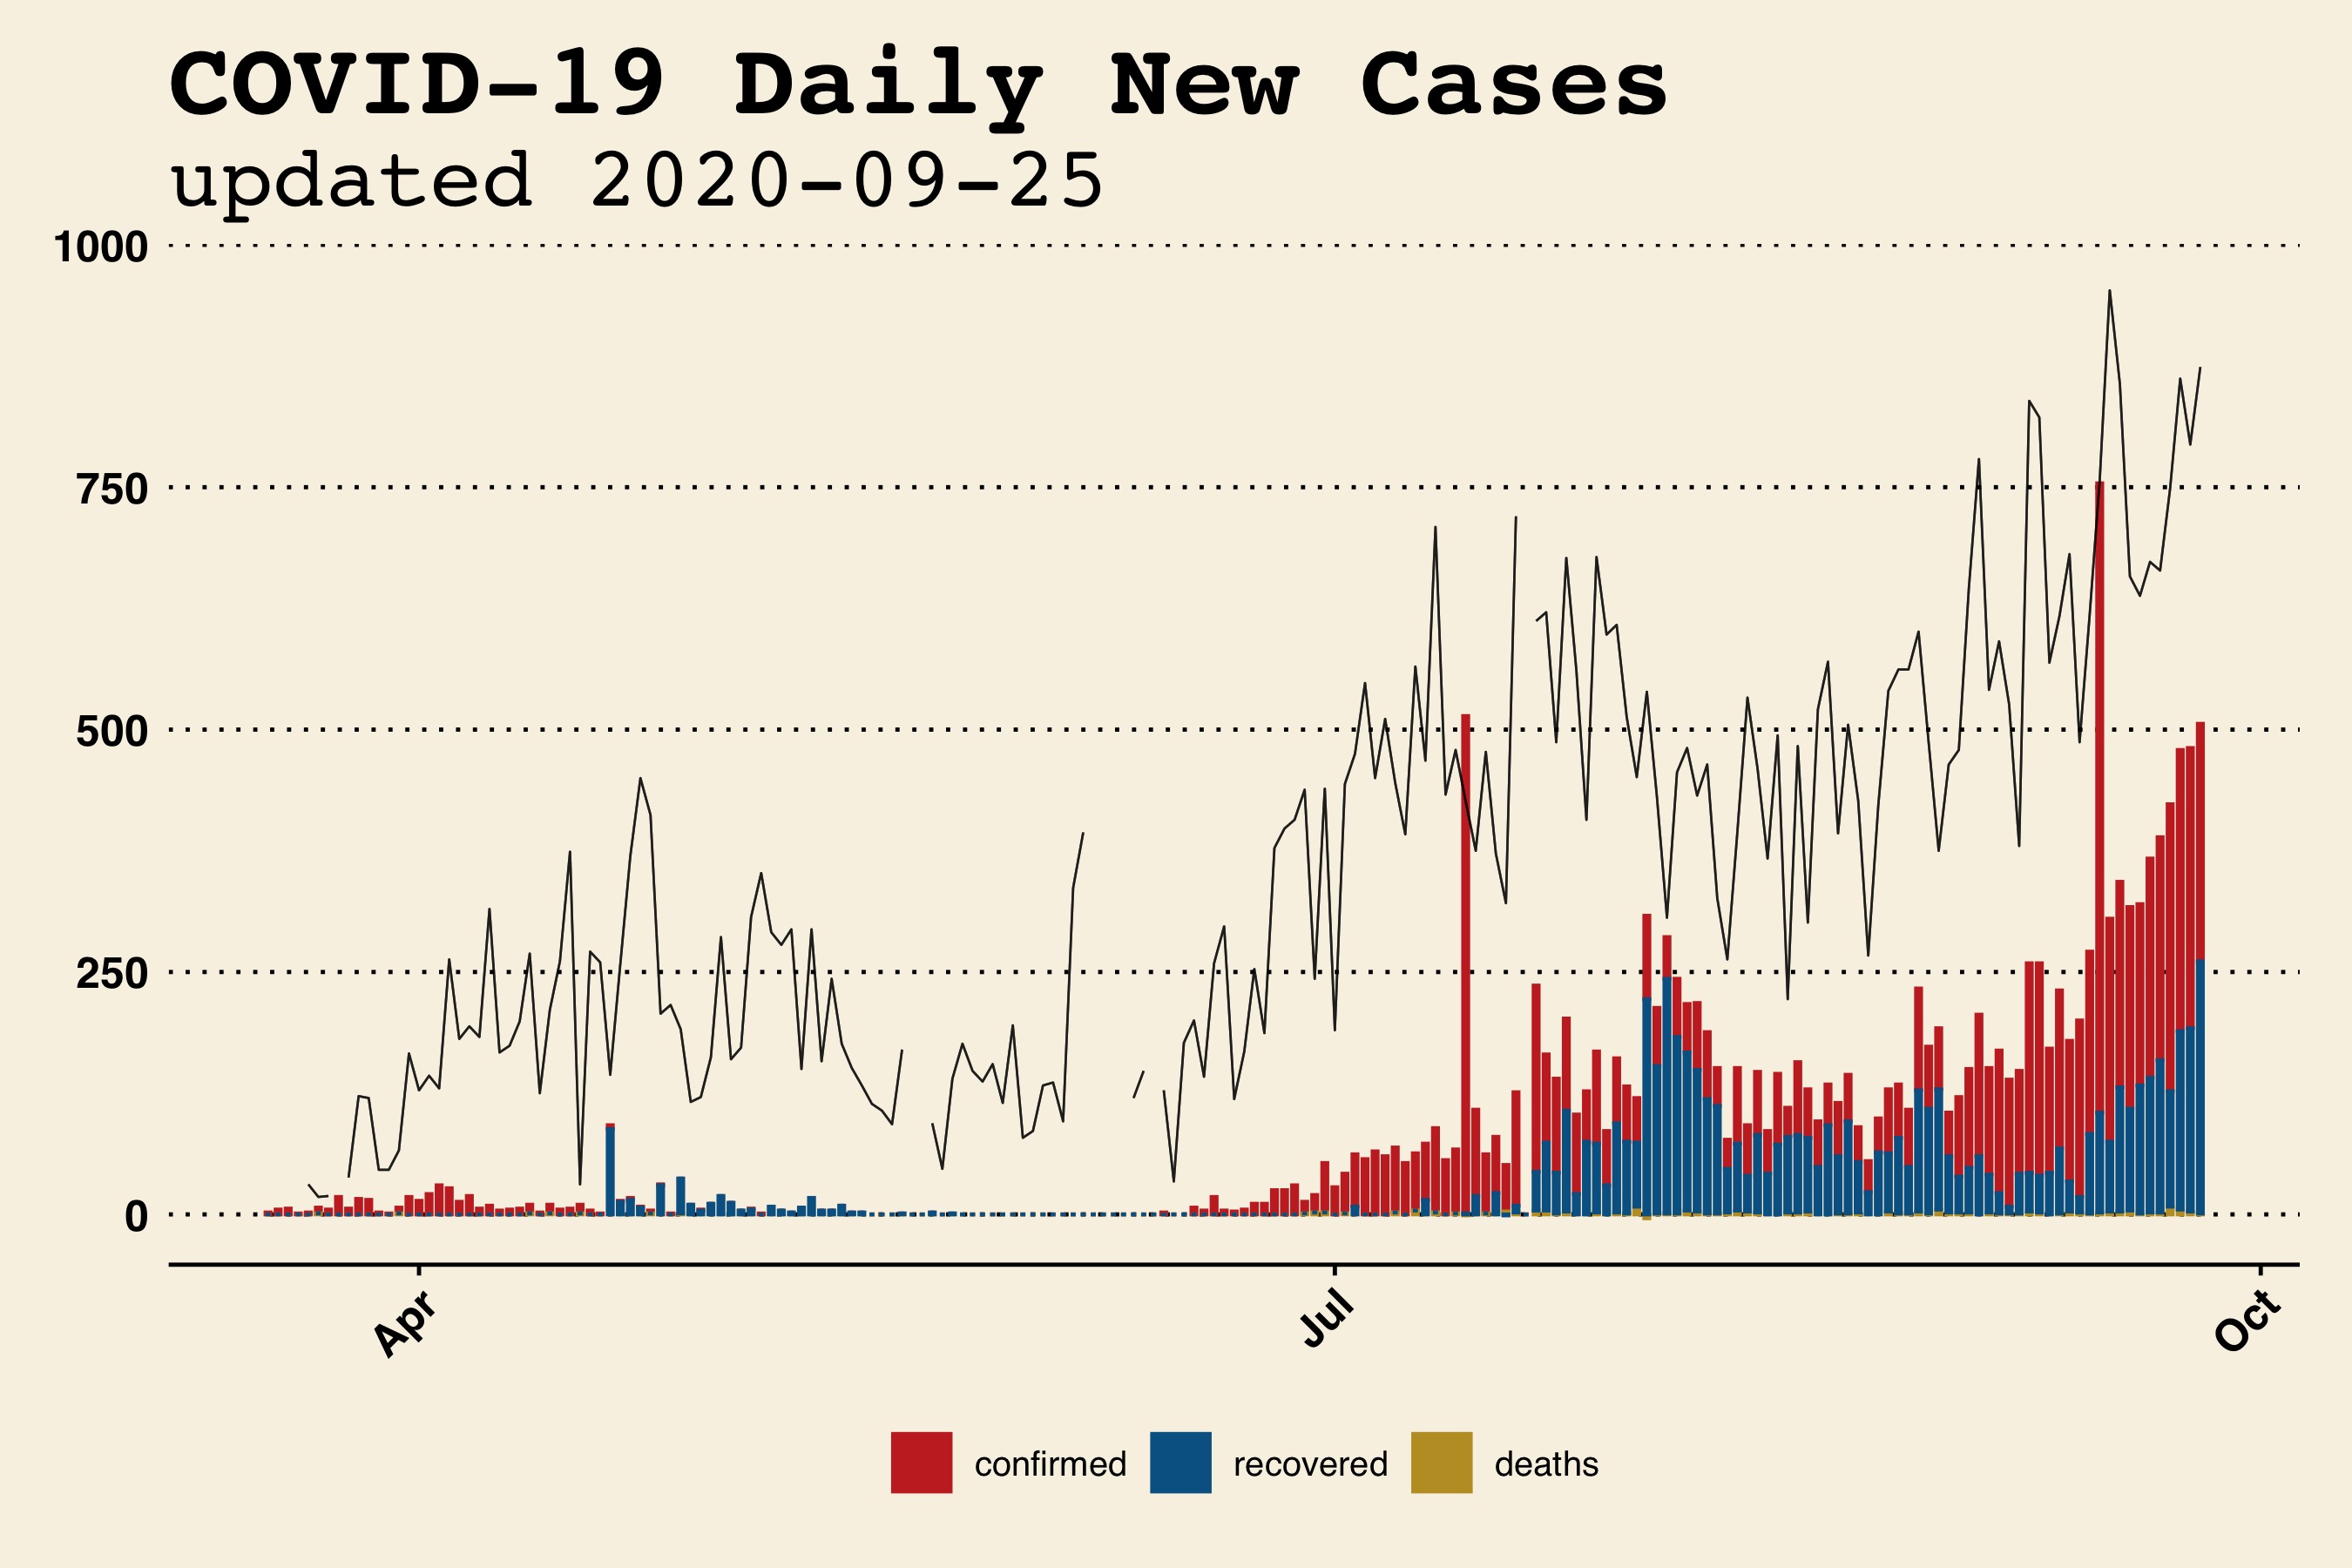 COVID-19 Daily New Cases
updated 2020-09-25
1000
750
500
250
0
Apr Jul Oct
confirmed recovered deaths